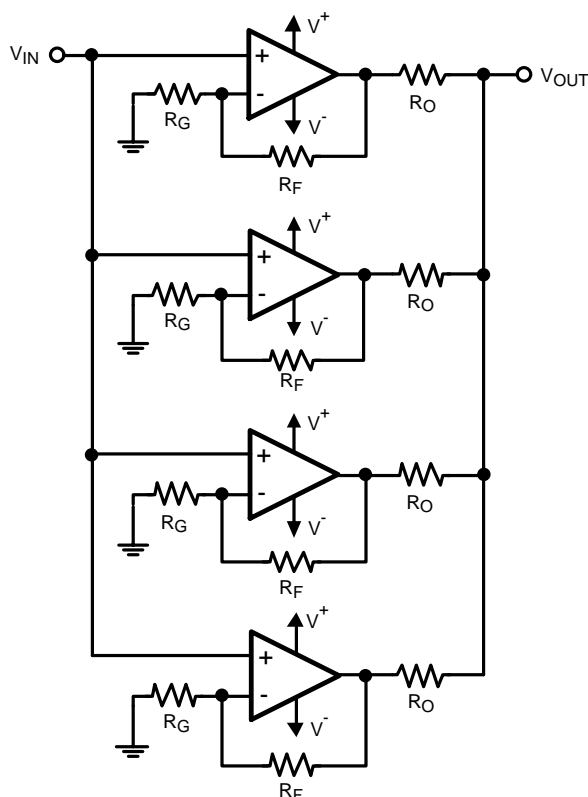 V+
VIN
+
-
VOUT
RG
V-
RO
RF
V+
+
-
RG
V-
RO
RF
V+
+
-
RG
V-
RO
RF
V+
+
-
RG
V-
RO
RF